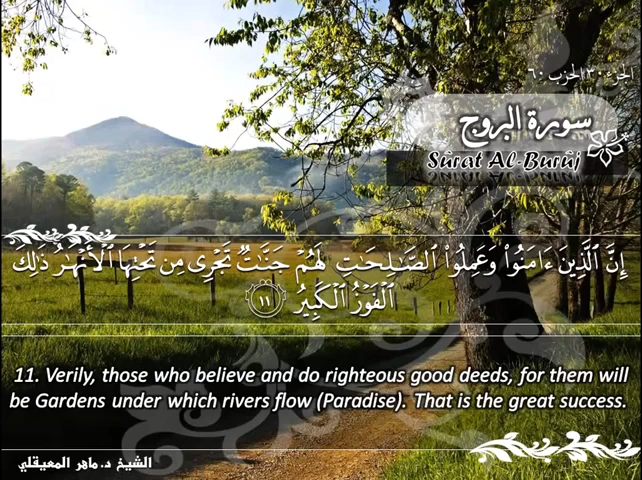 الجزء ٣٠ الحزب ٦٠
سورة البروج
Sûrat Al-Burûj
إِنَّ ٱلَّذِينَ ءَامَنُوا۟ وَعَمِلُوا۟ ٱلصَّـٰلِحَـٰتِ لَهُمْ جَنَّـٰتٌ تَجْرِى مِن تَحْتِهَا ٱلْأَنْهَـٰرُ ذَٰلِكَ
ٱلْفَوْزُ ٱلْكَبِيرُ ١١
11. Verily, those who believe and do righteous good deeds, for them will
be Gardens under which rivers flow (Paradise). That is the great success.
الشيخ د. ماهر المعيقلي